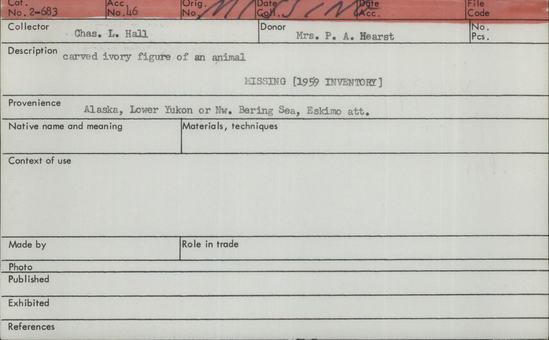 Cat. No. 2-683 Acc. No. 46 Orig. No. Date Coll. Date Acc. File Code
MISSING
Collector Chas. L. Hall Donor Mrs. P. A. Hearst No. Pcs.
Description carved ivory figure of an animal
MISSING [1959 INVENTORY]
Provenience Alaska, Lower Yukon or Nw. Bering Sea, Eskimo att.
Native name and meaning Materials, techniques
Context of use
Made by Role in trade
Photo
Published
Exhibited
References